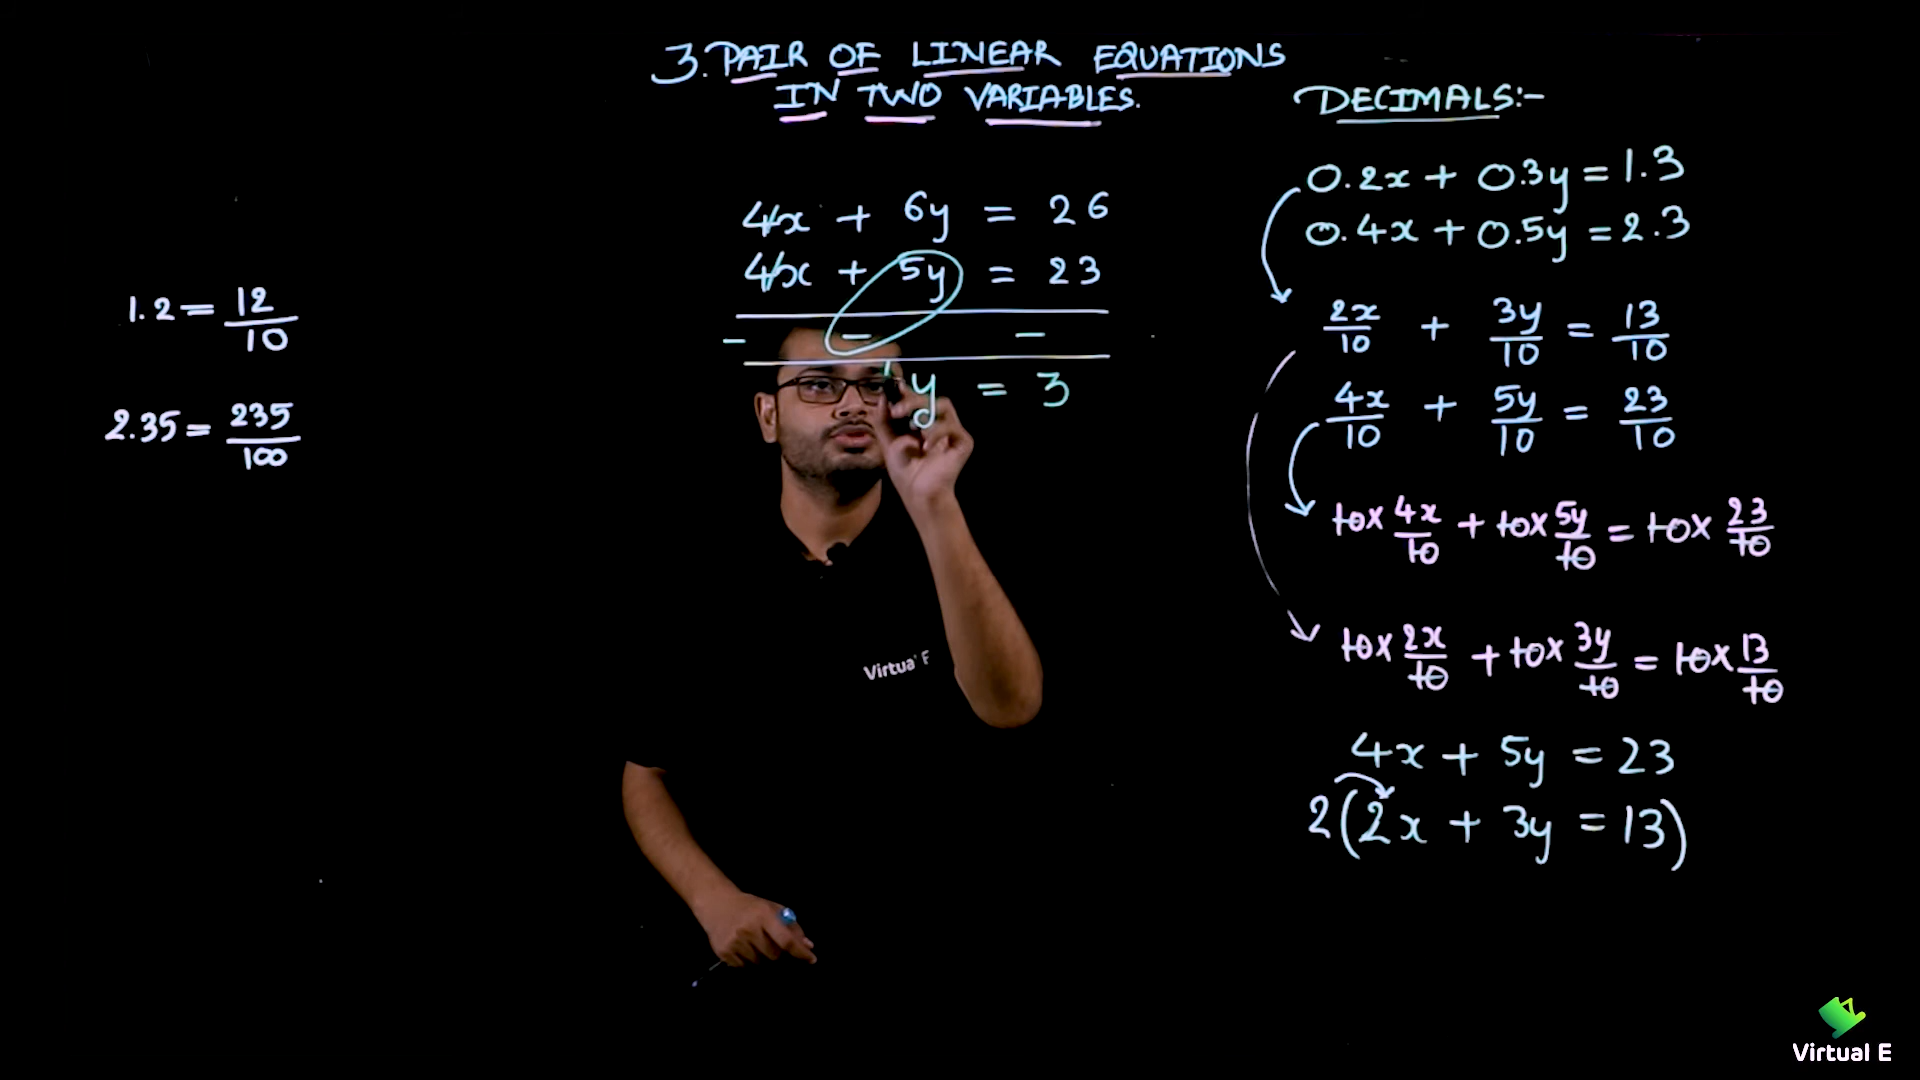 3. PAIR OF LINEAR EQUATIONS
IN TWO VARIABLES.
1.2 = 12/10
2.35 = 235/100
4x + 6y = 26
4x + 5y = 23
- - -
y = 3
DECIMALS:-
0.2x + 0.3y = 1.3
0.4x + 0.5y = 2.3
2x/10 + 3y/10 = 13/10
4x/10 + 5y/10 = 23/10
10 × 4x/10 + 10 × 5y/10 = 10 × 23/10
10 × 2x/10 + 10 × 3y/10 = 10 × 13/10
4x + 5y = 23
2(2x + 3y = 13)
Virtual E